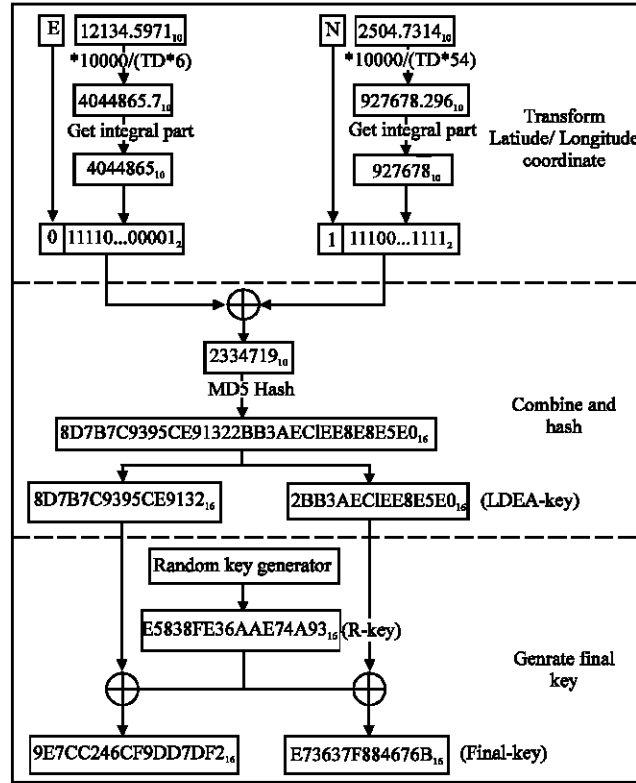 E 12134.5971₁₀ N 2504.7314₁₀
*10000/(TD*6) *10000/(TD*54)
4044865.7₁₀ 927678.296₁₀
Get integral part Get integral part
4044865₁₀ 927678₁₀
Transform
Latiude/ Longitude
coordinate
0 11110...00001₂ 1 11100...1111₂
2334719₁₀
MD5 Hash
8D7B7C9395CE91322BB3AEClEE8E8E5E0₁₆
Combine and
hash
8D7B7C9395CE9132₁₆ 2BB3AEClEE8E5E0₁₆ (LDEA-key)
Random key generator
E5838FE36AAE74A93₁₆ (R-key)
Genrate final
key
9E7CC246CF9DD7DF2₁₆ E73637F884676B₁₆ (Final-key)